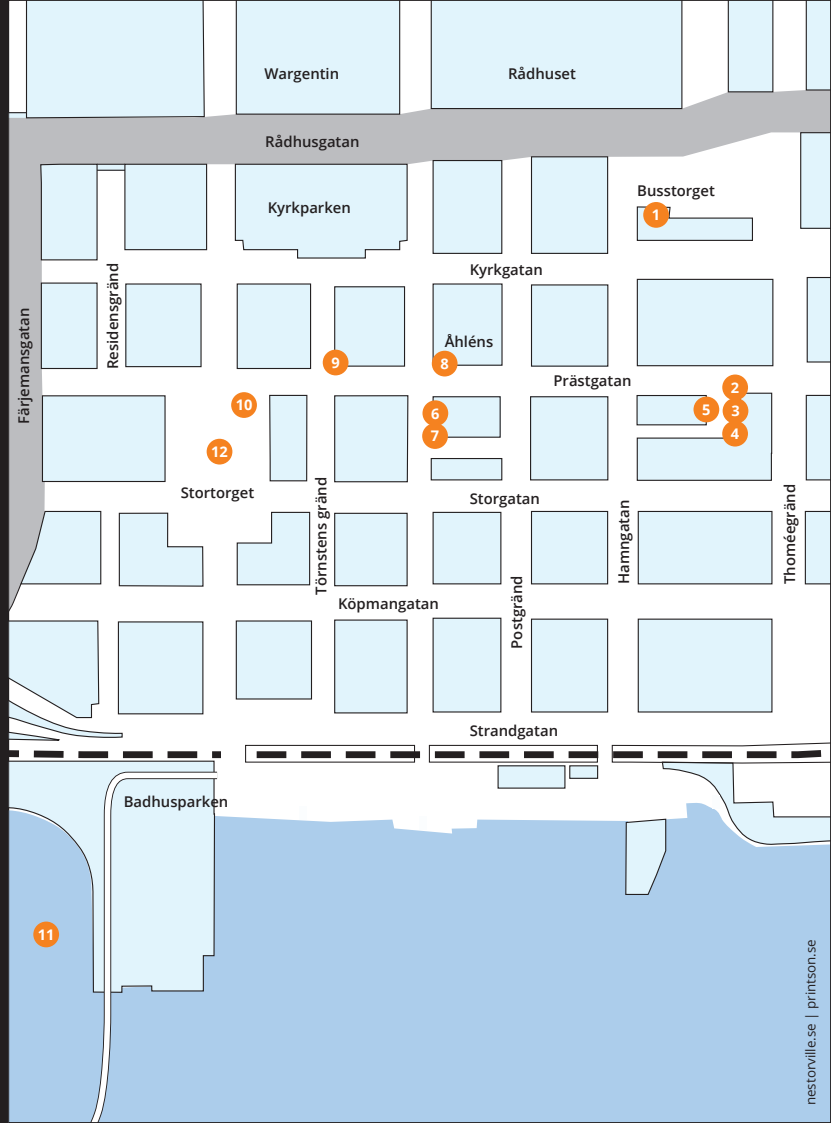 Wargentin
Rådhuset
Rådhusgatan
Busstorget
1
Kyrkparken
Kyrkgatan
Residensgränd
Färjemansgatan
Åhléns
9
8
Prästgatan
2
10
6
5
3
7
4
12
Stortorget
Storgatan
Törnstens gränd
Hamngatan
Thoméegränd
Köpmangatan
Postgränd
Strandgatan
Badhusparken
11
nestorville.se | printson.se